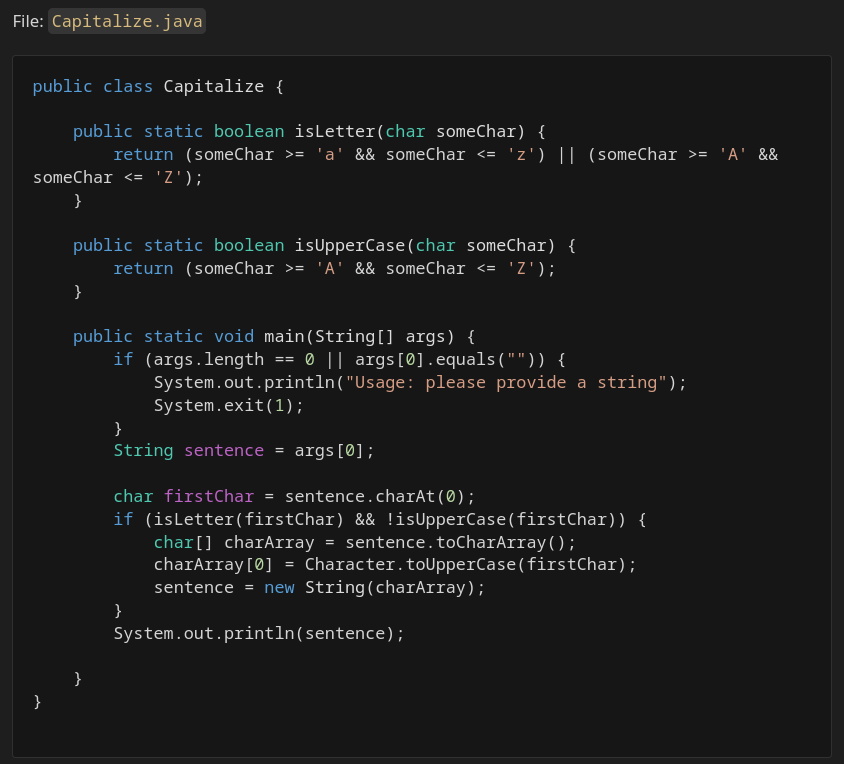 File: Capitalize.java
public class Capitalize {
    public static boolean isLetter(char someChar) {
        return (someChar >= 'a' && someChar <= 'z') || (someChar >= 'A' &&
someChar <= 'Z');
    }
    public static boolean isUpperCase(char someChar) {
        return (someChar >= 'A' && someChar <= 'Z');
    }
    public static void main(String[] args) {
        if (args.length == 0 || args[0].equals("")) {
            System.out.println("Usage: please provide a string");
            System.exit(1);
        }
        String sentence = args[0];
        char firstChar = sentence.charAt(0);
        if (isLetter(firstChar) && !isUpperCase(firstChar)) {
            char[] charArray = sentence.toCharArray();
            charArray[0] = Character.toUpperCase(firstChar);
            sentence = new String(charArray);
        }
        System.out.println(sentence);
    }
}